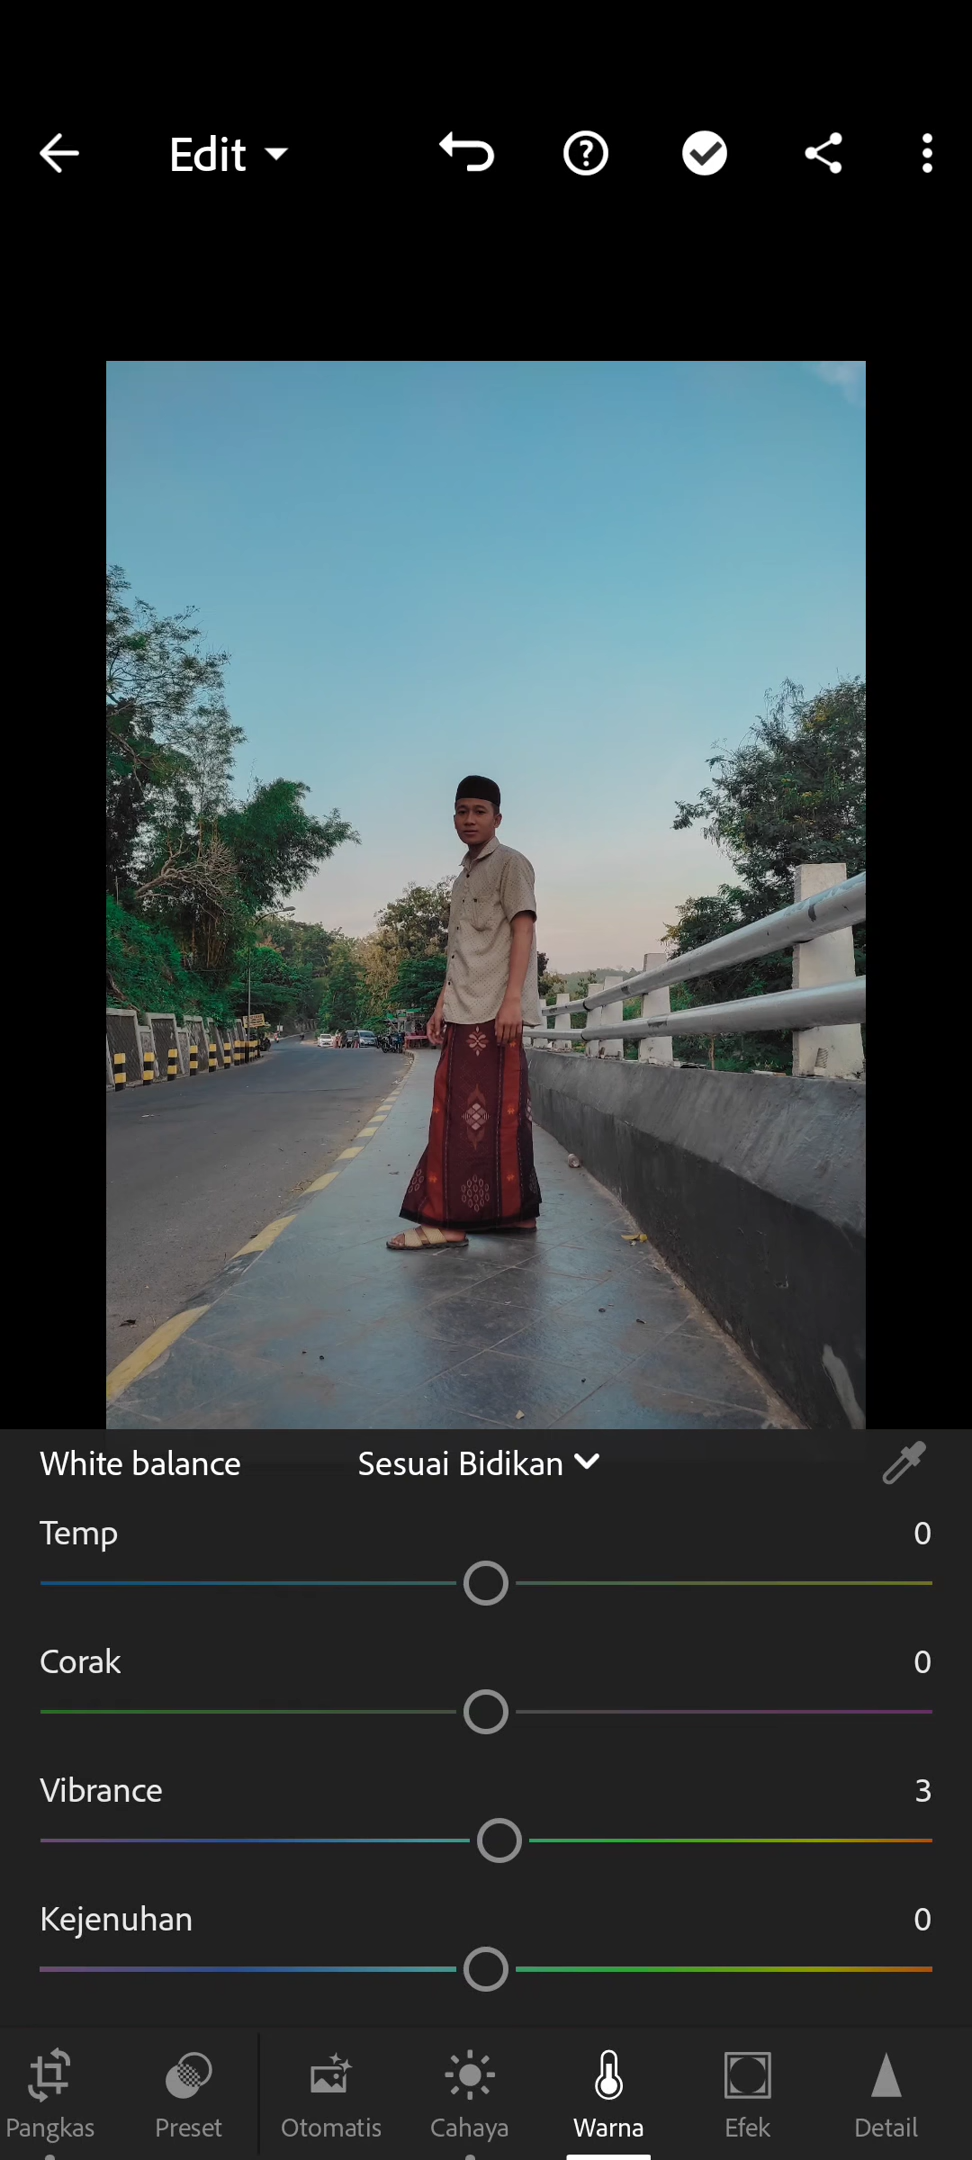 Edit
White balance Sesuai Bidikan
Temp 0
Corak 0
Vibrance 3
Kejenuhan 0
Pangkas Preset Otomatis Cahaya Warna Efek Detail